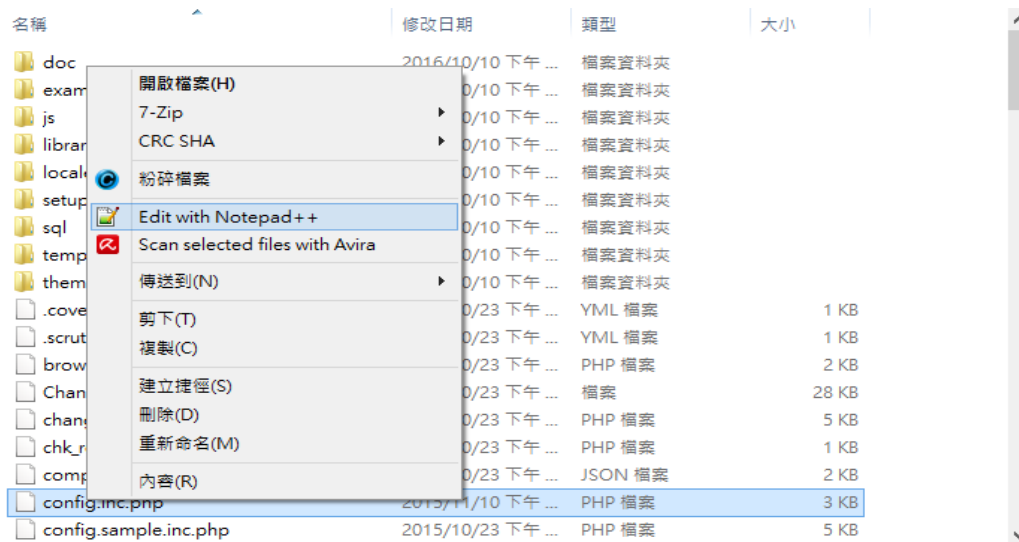 名稱 修改日期 類型 大小
doc 2016/10/10 下午 ... 檔案資料夾
exam 0/10 下午 ... 檔案資料夾
js 0/10 下午 ... 檔案資料夾
librar 0/10 下午 ... 檔案資料夾
local 0/10 下午 ... 檔案資料夾
setup 0/10 下午 ... 檔案資料夾
sql 0/10 下午 ... 檔案資料夾
temp 0/10 下午 ... 檔案資料夾
them 0/10 下午 ... 檔案資料夾
.cove 0/23 下午 ... YML 檔案 1 KB
.scrut 0/23 下午 ... YML 檔案 1 KB
brow 0/23 下午 ... PHP 檔案 2 KB
Chan 0/23 下午 ... 檔案 28 KB
chang 0/23 下午 ... PHP 檔案 5 KB
chk_r 0/23 下午 ... PHP 檔案 1 KB
comp 0/23 下午 ... JSON 檔案 2 KB
config.inc.php 2015/11/10 下午 ... PHP 檔案 3 KB
config.sample.inc.php 2015/10/23 下午 ... PHP 檔案 5 KB
開啟檔案(H)
7-Zip
CRC SHA
粉碎檔案
Edit with Notepad++
Scan selected files with Avira
傳送到(N)
剪下(T)
複製(C)
建立捷徑(S)
刪除(D)
重新命名(M)
內容(R)